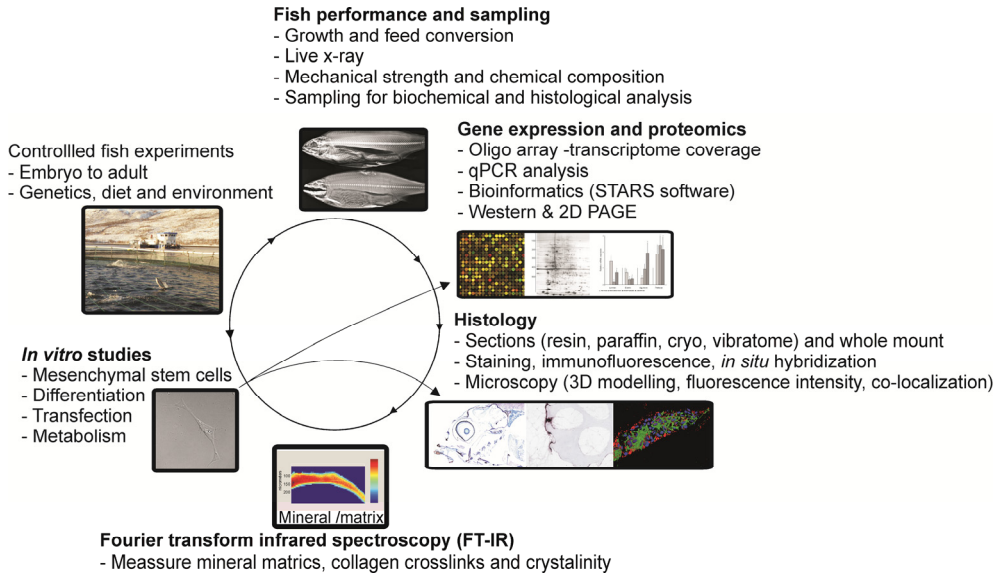 Fish performance and sampling
- Growth and feed conversion
- Live x-ray
- Mechanical strength and chemical composition
- Sampling for biochemical and histological analysis
Gene expression and proteomics
- Oligo array -transcriptome coverage
- qPCR analysis
- Bioinformatics (STARS software)
- Western & 2D PAGE
Controllled fish experiments
- Embryo to adult
- Genetics, diet and environment
Histology
- Sections (resin, paraffin, cryo, vibratome) and whole mount
- Staining, immunofluorescence, in situ hybridization
- Microscopy (3D modelling, fluorescence intensity, co-localization)
In vitro studies
- Mesenchymal stem cells
- Differentiation
- Transfection
- Metabolism
Mineral /matrix
Fourier transform infrared spectroscopy (FT-IR)
- Meassure mineral matrics, collagen crosslinks and crystalinity